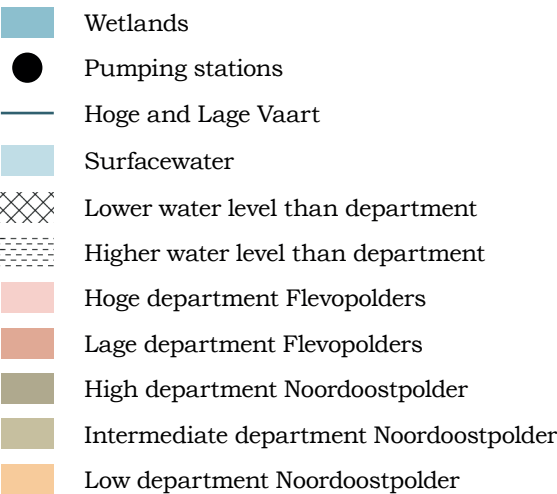 Wetlands
Pumping stations
Hoge and Lage Vaart
Surfacewater
Lower water level than department
Higher water level than department
Hoge department Flevopolders
Lage department Flevopolders
High department Noordoostpolder
Intermediate department Noordoostpolder
Low department Noordoostpolder